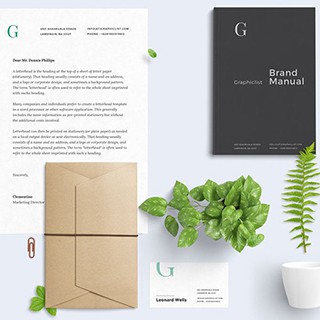 G
Dear Mr. Dennis Phillips
A letterhead is the heading at the top of a sheet of letter paper
(stationery). That heading usually consists of a name and an
address, and a logo or corporate design, and sometimes a
background pattern.
The term "letterhead" is often used to refer to the whole sheet imprinted
with such heading.
Many companies and individuals prefer to create a letterhead template
in a word processor or other software application. This generally
includes the same information as pre-printed stationery but without
the additional costs involved.
Letterhead can then be printed on stationery (or plain paper) as needed
on a local output device or sent electronically. That heading usually
consists of a name and an address, and a logo or corporate design, and
sometimes a background pattern. The term "letterhead" is often used to
refer to the whole sheet imprinted with such a heading.
Sincerely,
Clementine
Marketing Director
G
Graphiclist
Brand
Manual
G
Leonard Wells